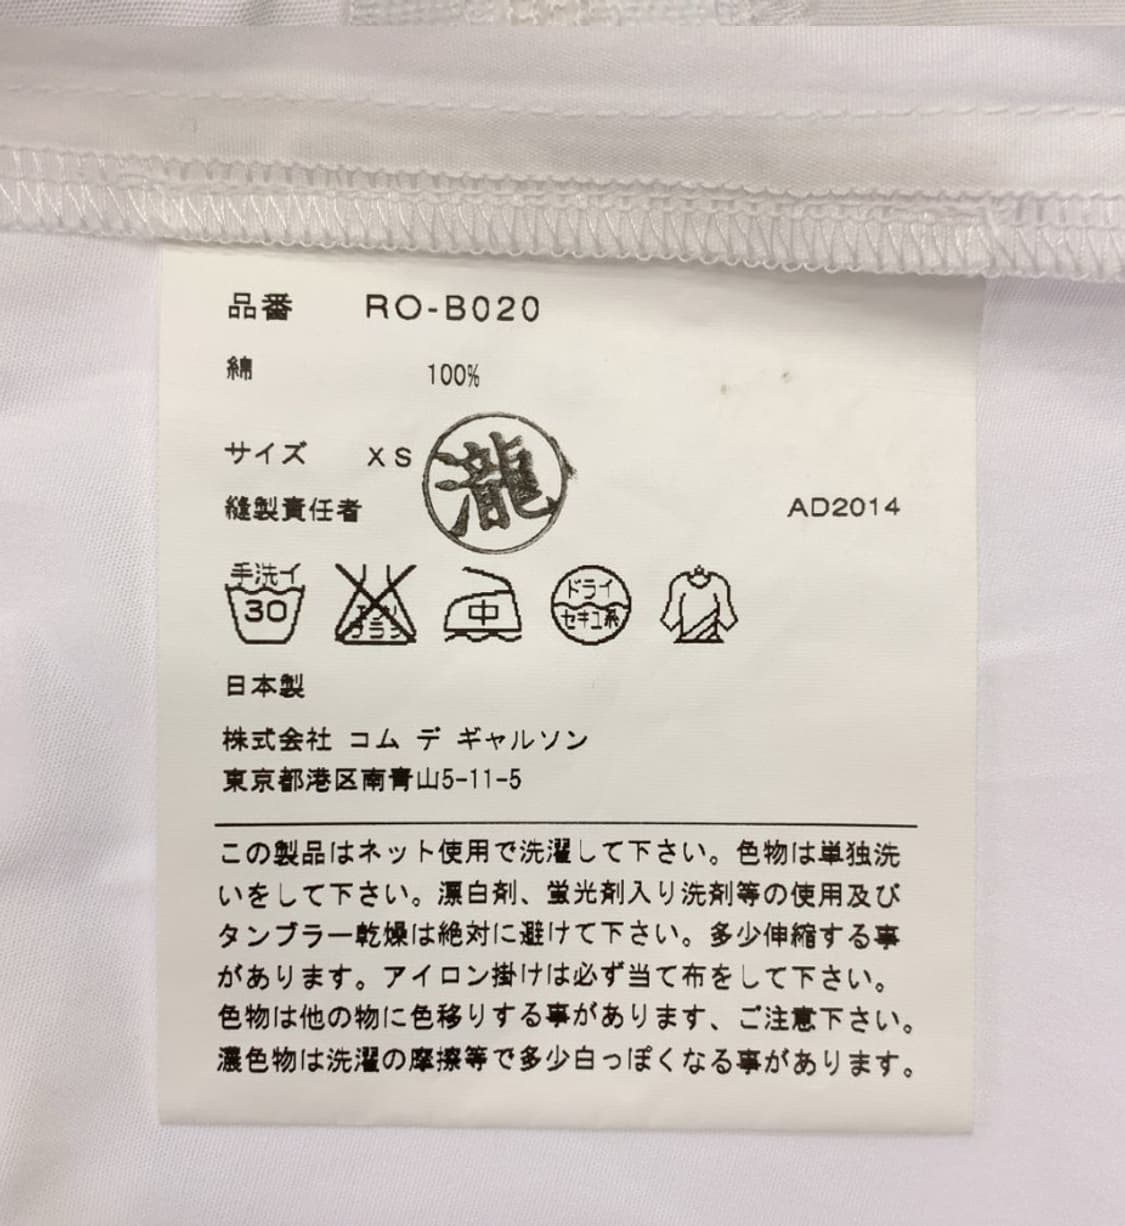 品番 RO-B020
綿 100%
サイズ XS
縫製責任者 瀧 AD2014
手洗イ 30 中 ドライ セキユ系
日本製
株式会社 コム デ ギャルソン
東京都港区南青山5-11-5
この製品はネット使用で洗濯して下さい。色物は単独洗
いをして下さい。漂白剤、蛍光剤入り洗剤等の使用及び
タンブラー乾燥は絶対に避けて下さい。多少伸縮する事
があります。アイロン掛けは必ず当て布をして下さい。
色物は他の物に色移りする事があります、ご注意下さい。
濃色物は洗濯の摩擦等で多少白っぽくなる事があります。